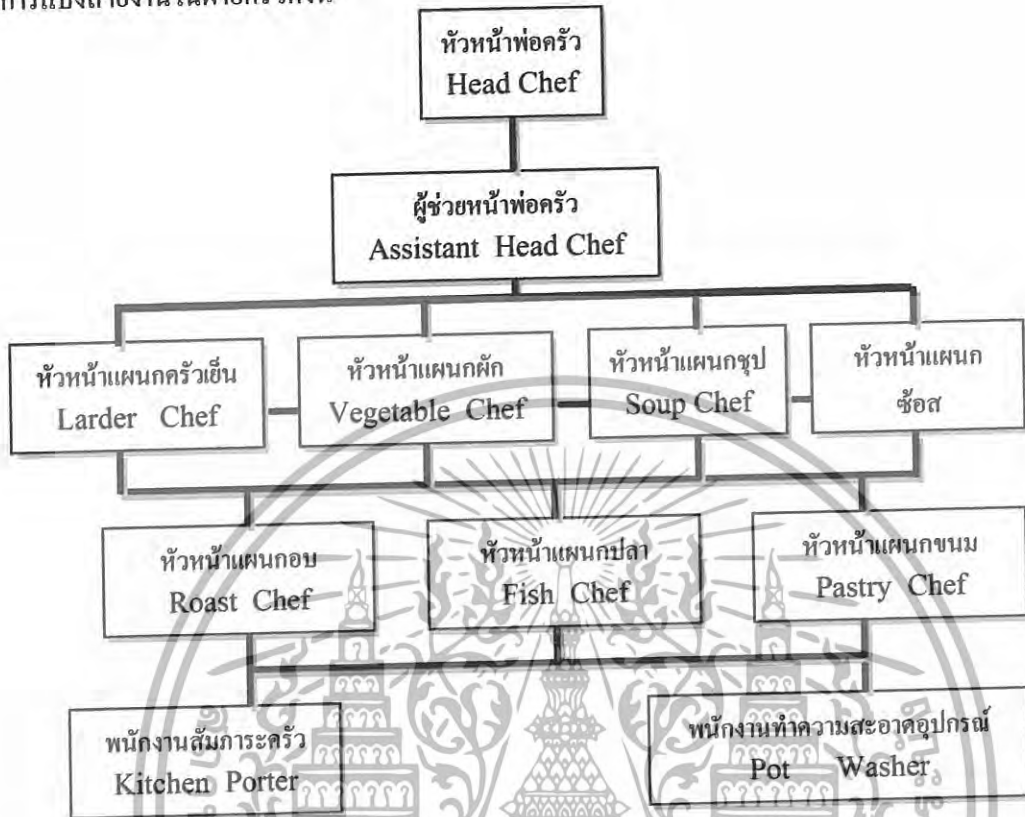 หัวหน้าพ่อครัว
Head Chef
ผู้ช่วยหน้าพ่อครัว
Assistant Head Chef
หัวหน้าแผนกครัวเย็น
Larder Chef
หัวหน้าแผนกผัก
Vegetable Chef
หัวหน้าแผนกซุป
Soup Chef
หัวหน้าแผนก
ซ้อส
หัวหน้าแผนกอบ
Roast Chef
หัวหน้าแผนกปลา
Fish Chef
หัวหน้าแผนกขนม
Pastry Chef
พนักงานสัมภาระครัว
Kitchen Porter
พนักงานทำความสะอาดอุปกรณ์
Pot Washer